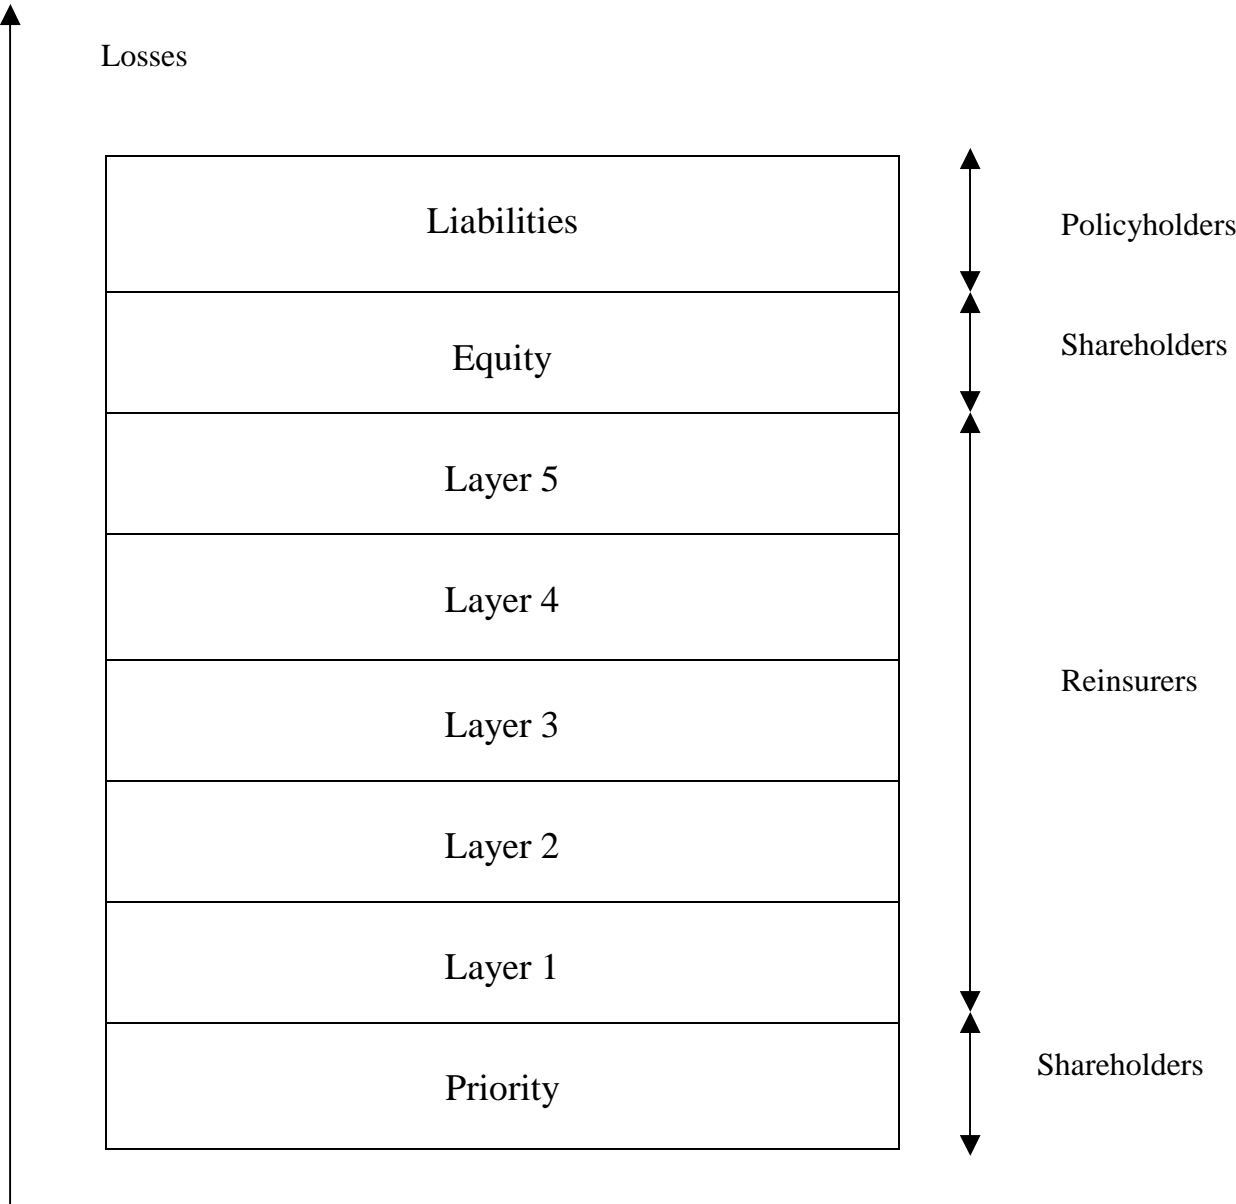 Losses
Liabilities
Policyholders
Equity
Shareholders
Layer 5
Layer 4
Layer 3
Reinsurers
Layer 2
Layer 1
Priority
Shareholders